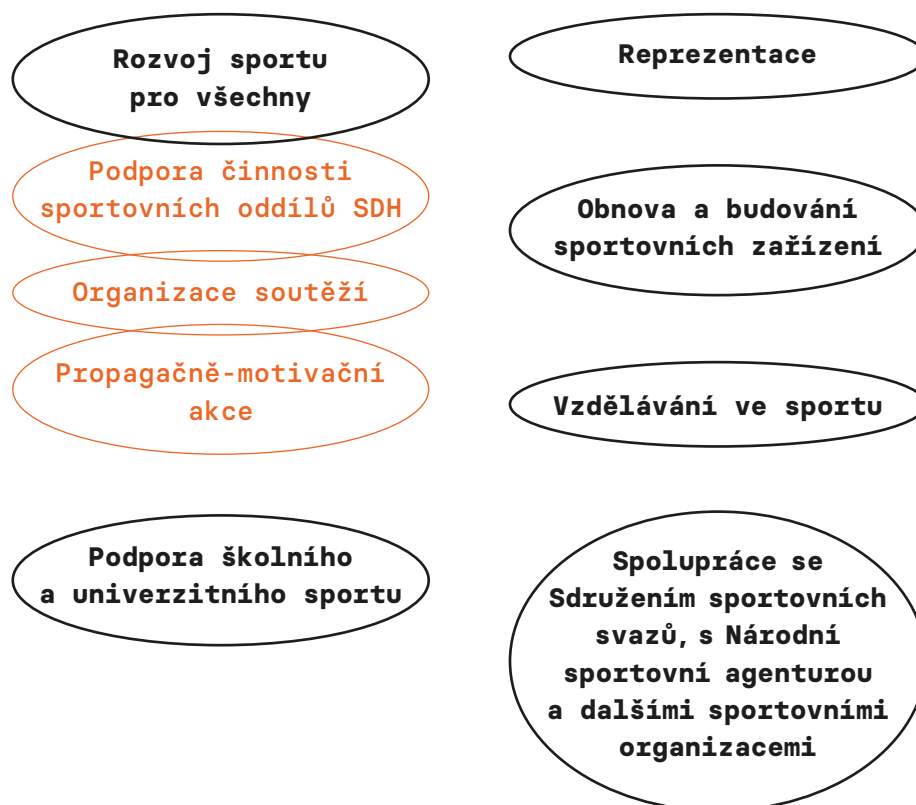 Rozvoj sportu
pro všechny
Podpora činnosti
sportovních oddílů SDH
Organizace soutěží
Propagačně-motivační
akce
Podpora školního
a univerzitního sportu
Reprezentace
Obnova a budování
sportovních zařízení
Vzdělávání ve sportu
Spolupráce se
Sdružením sportovních
svazů, s Národní
sportovní agenturou
a dalšími sportovními
organizacemi